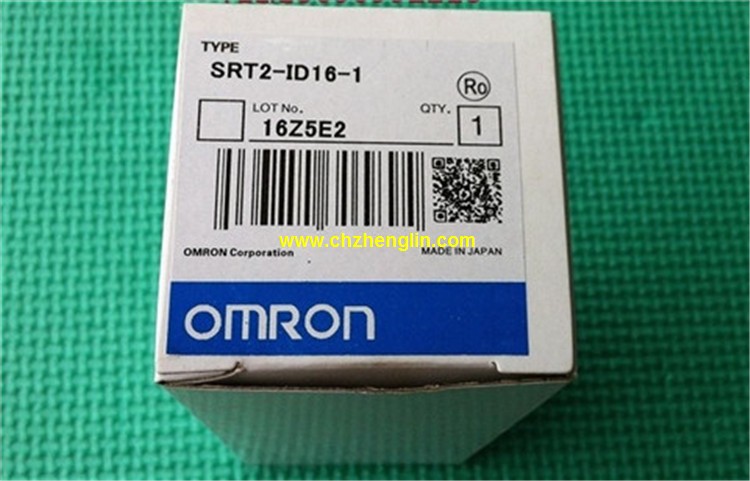 TYPE
SRT2-ID16-1
Ro
LOT No.
QTY.
16Z5E2
1
www.chzhenglin.com
OMRON Corporation
MADE IN JAPAN
OMRON